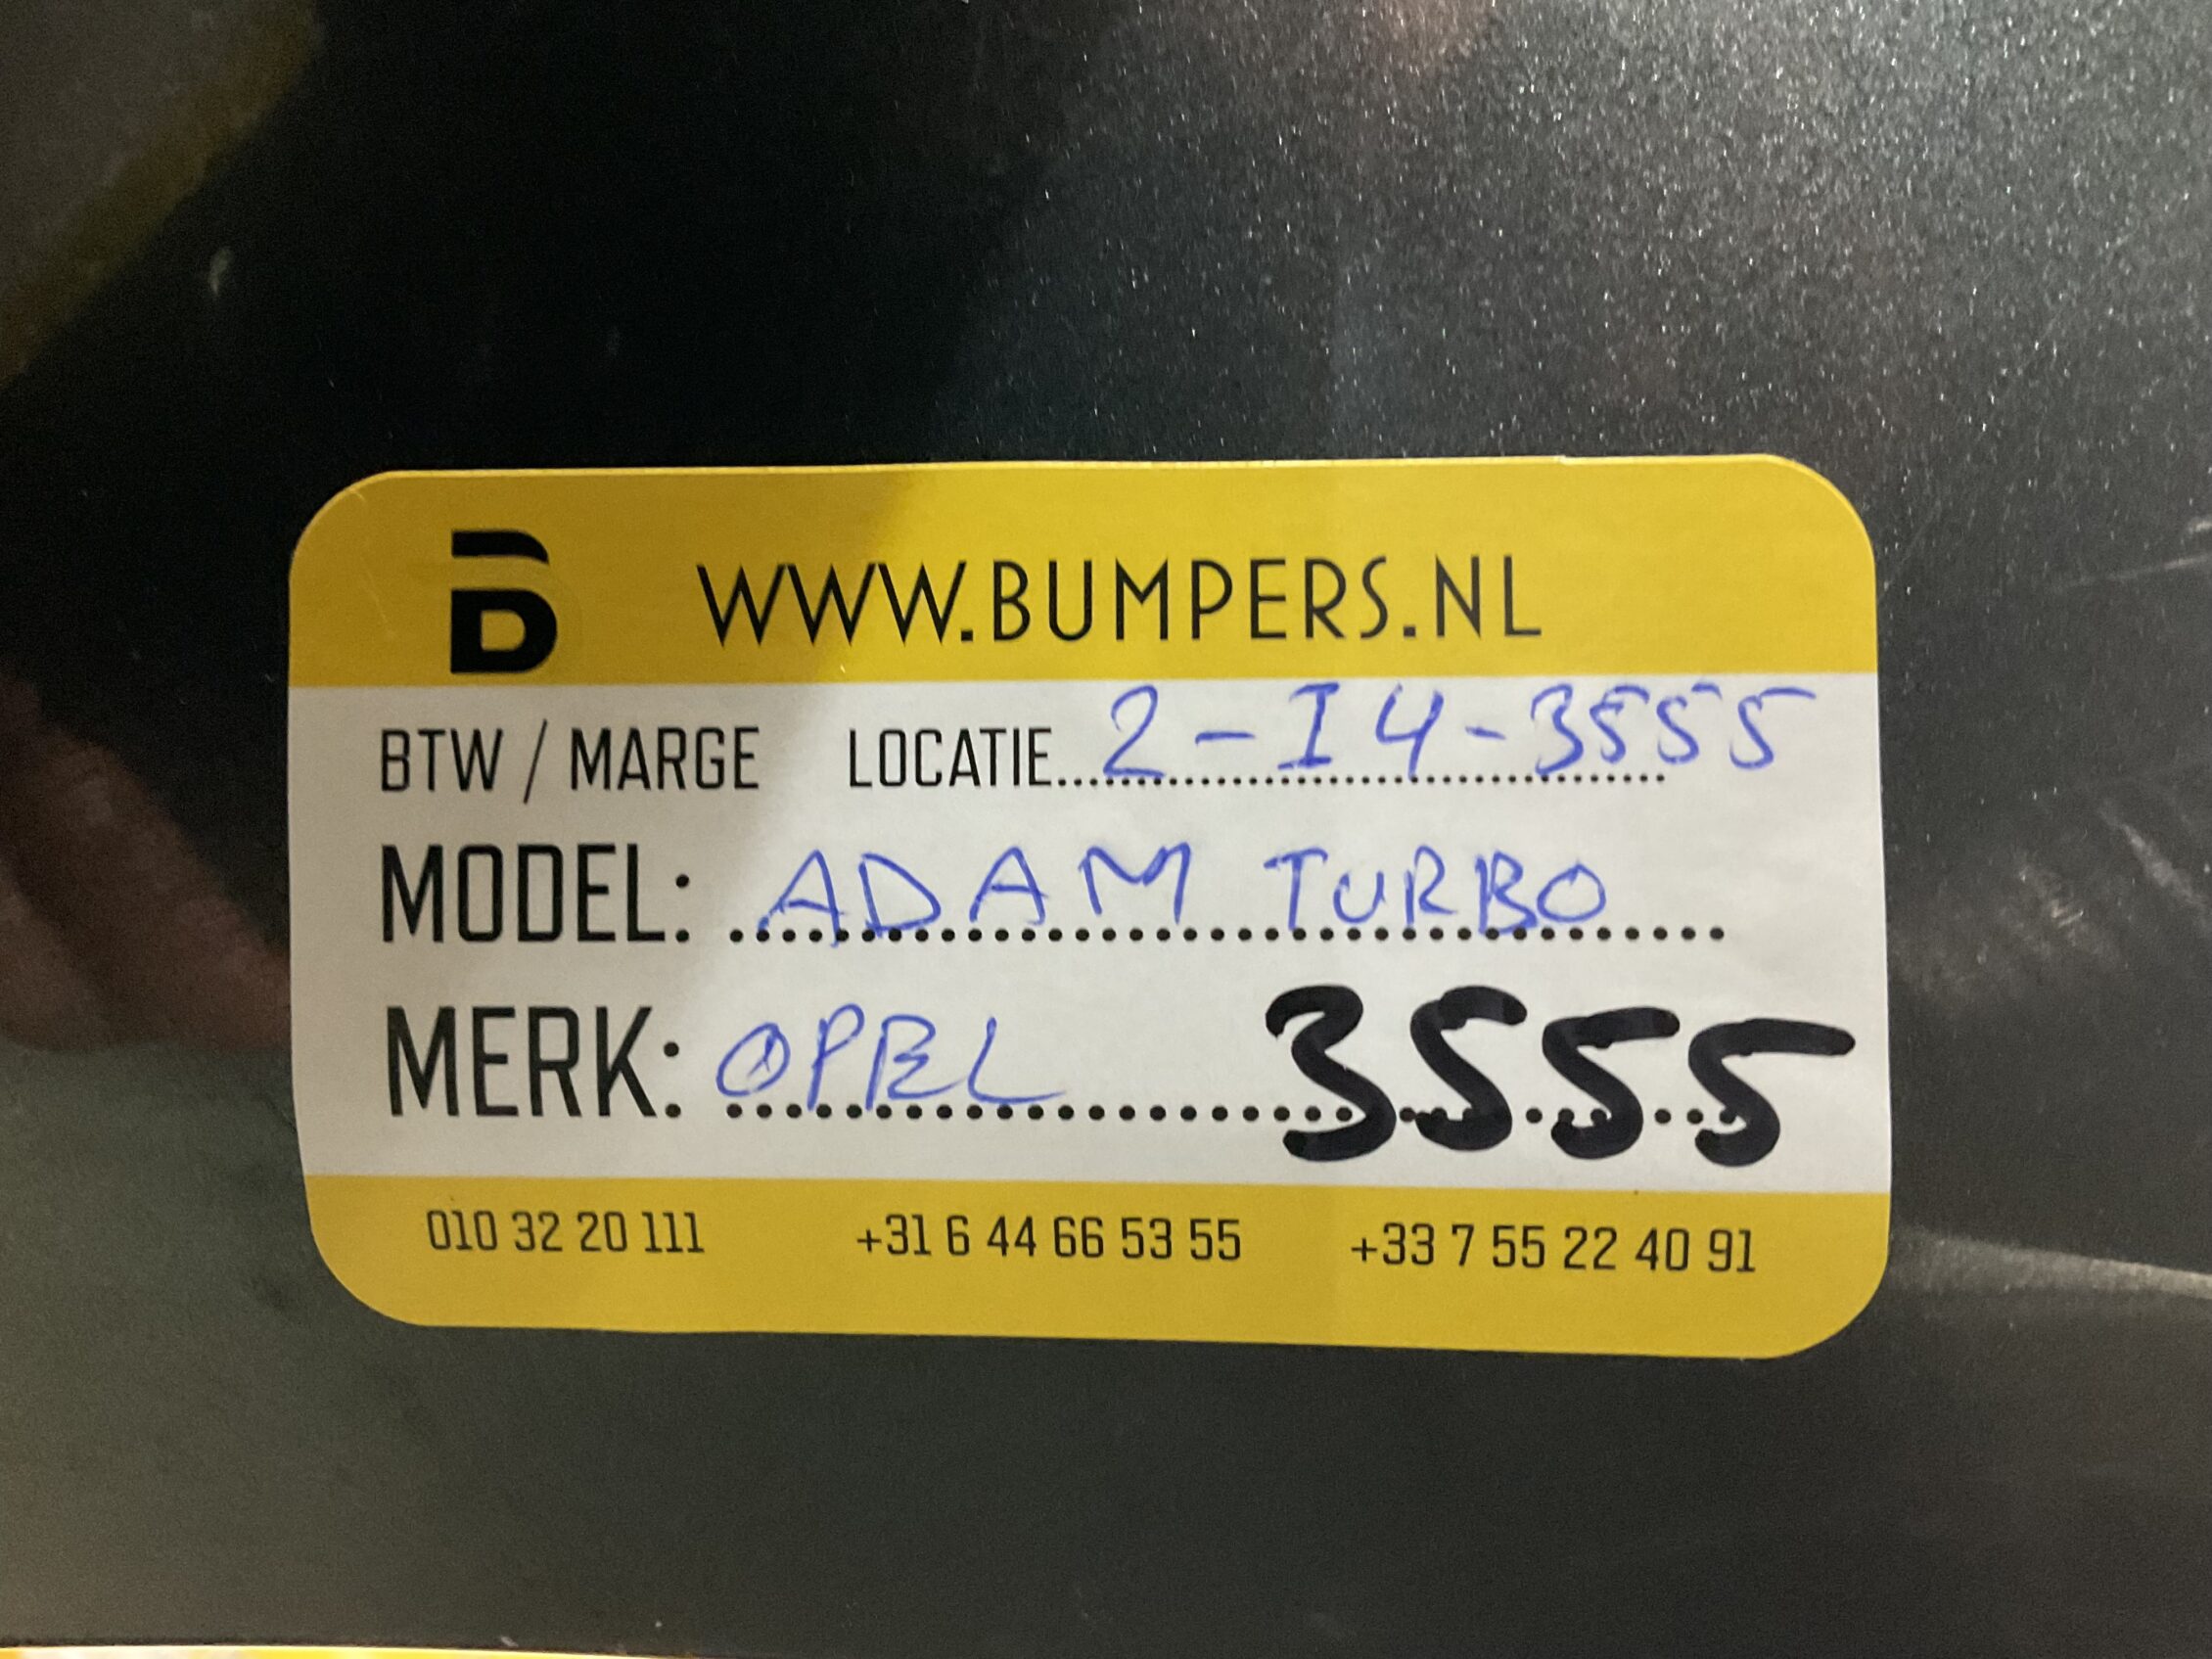 B WWW.BUMPERS.NL
BTW / MARGE LOCATIE 2-I4-3555
MODEL: ADAM TURBO
MERK: OPEL 3555
010 32 20 111 +31 6 44 66 53 55 +33 7 55 22 40 91